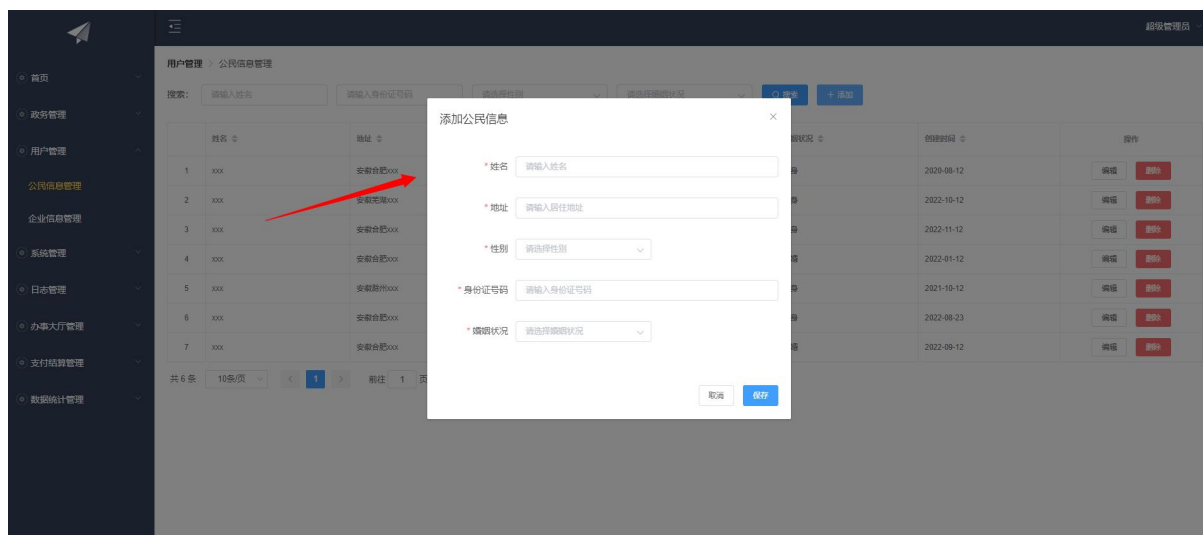 超级管理员
用户管理 > 公民信息管理
首页
搜索: 请输入姓名 请输入身份证号码 请选择性别 请选择婚姻状况 搜索 + 添加
政务管理
添加公民信息 ×
姓名 地址 婚姻状况 创建时间 操作
用户管理
* 姓名 请输入姓名
1 xxx 安徽合肥xxx 2020-08-12 编辑 删除
公民信息管理
2 xxx 安徽芜湖xxx 2022-10-12 编辑 删除
* 地址 请输入居住地址
企业信息管理
3 xxx 安徽合肥xxx 2022-11-12 编辑 删除
* 性别 请选择性别
系统管理
4 xxx 安徽合肥xxx 2022-01-12 编辑 删除
日志管理
5 xxx 安徽滁州xxx 2021-10-12 编辑 删除
* 身份证号码 请输入身份证号码
6 xxx 安徽合肥xxx 2022-08-23 编辑 删除
办事大厅管理
* 婚姻状况 请选择婚姻状况
7 xxx 安徽合肥xxx 2022-09-12 编辑 删除
支付结算管理
共 6 条 10条/页 < 1 > 前往 1 页
取消 保存
数据统计管理